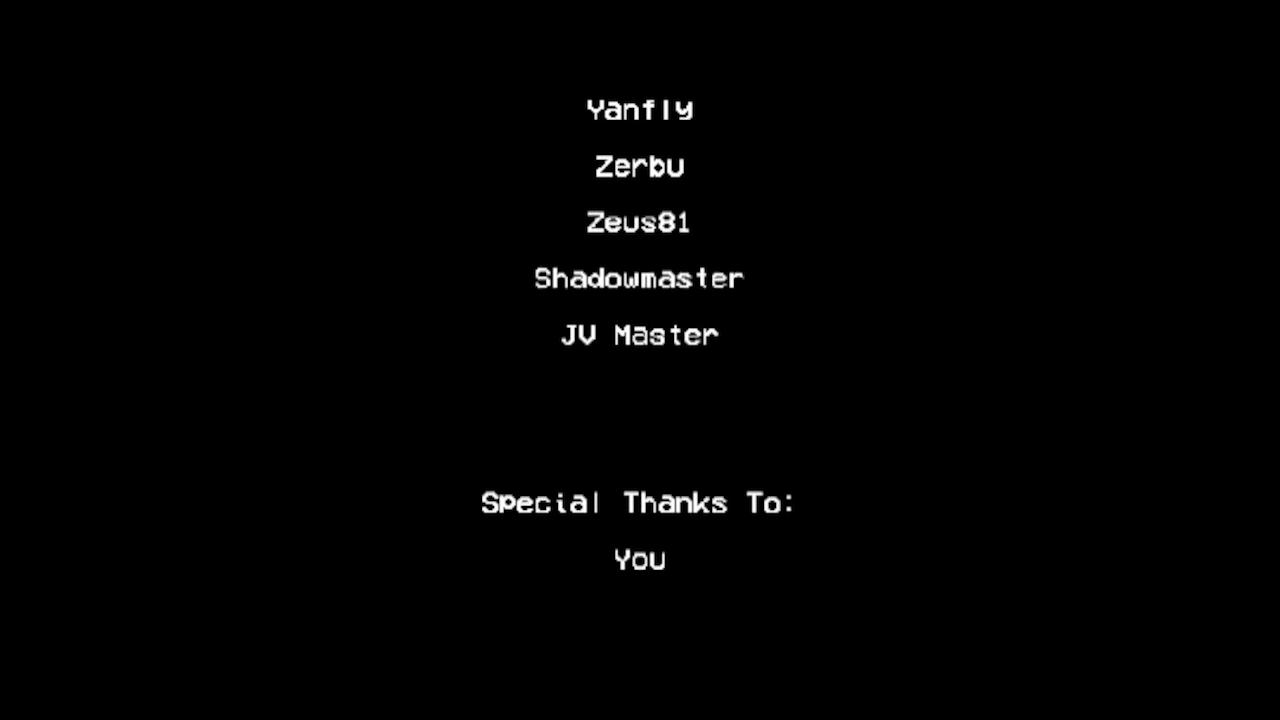 Yanfly
Zerbu
Zeus81
Shadowmaster
JV Master
Special Thanks To:
You